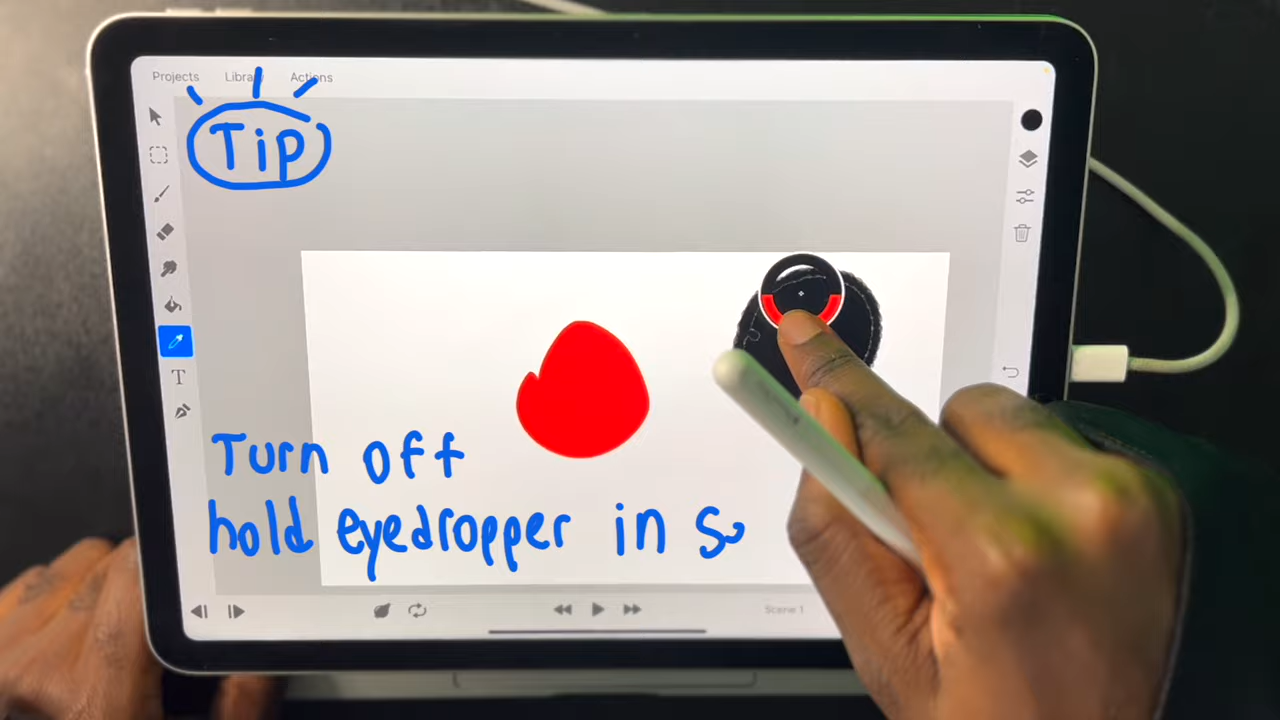 Projects Library Actions
Tip
T
Turn off
hold eyedropper in s
Scene 1